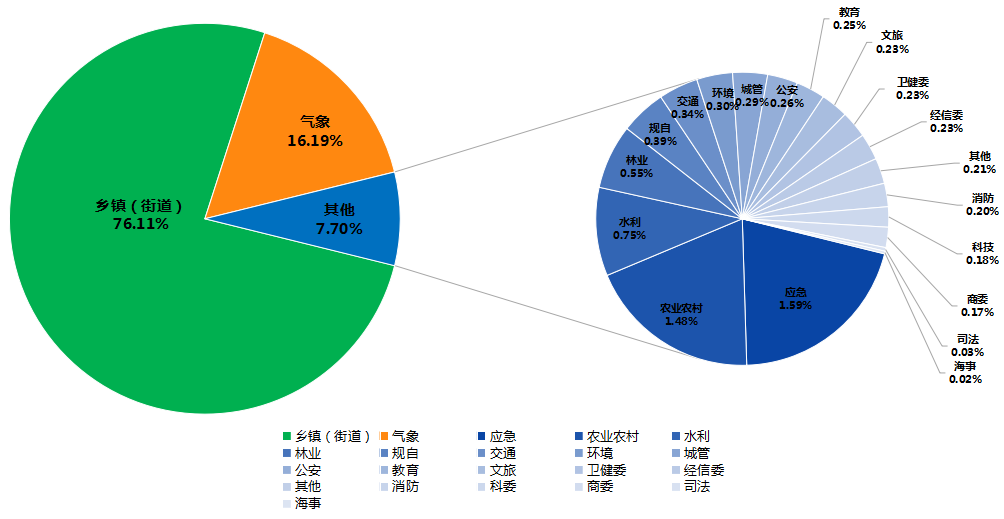 乡镇（街道）
76.11%
气象
16.19%
其他
7.70%
应急
1.59%
农业农村
1.48%
水利
0.75%
林业
0.55%
规自
0.39%
交通
0.34%
环境
0.30%
城管
0.29%
公安
0.26%
教育
0.25%
文旅
0.23%
卫健委
0.23%
经信委
0.23%
其他
0.21%
消防
0.20%
科技
0.18%
商委
0.17%
司法
0.03%
海事
0.02%
乡镇（街道） 气象 应急 农业农村 水利
林业 规自 交通 环境 城管
公安 教育 文旅 卫健委 经信委
其他 消防 科委 商委 司法
海事